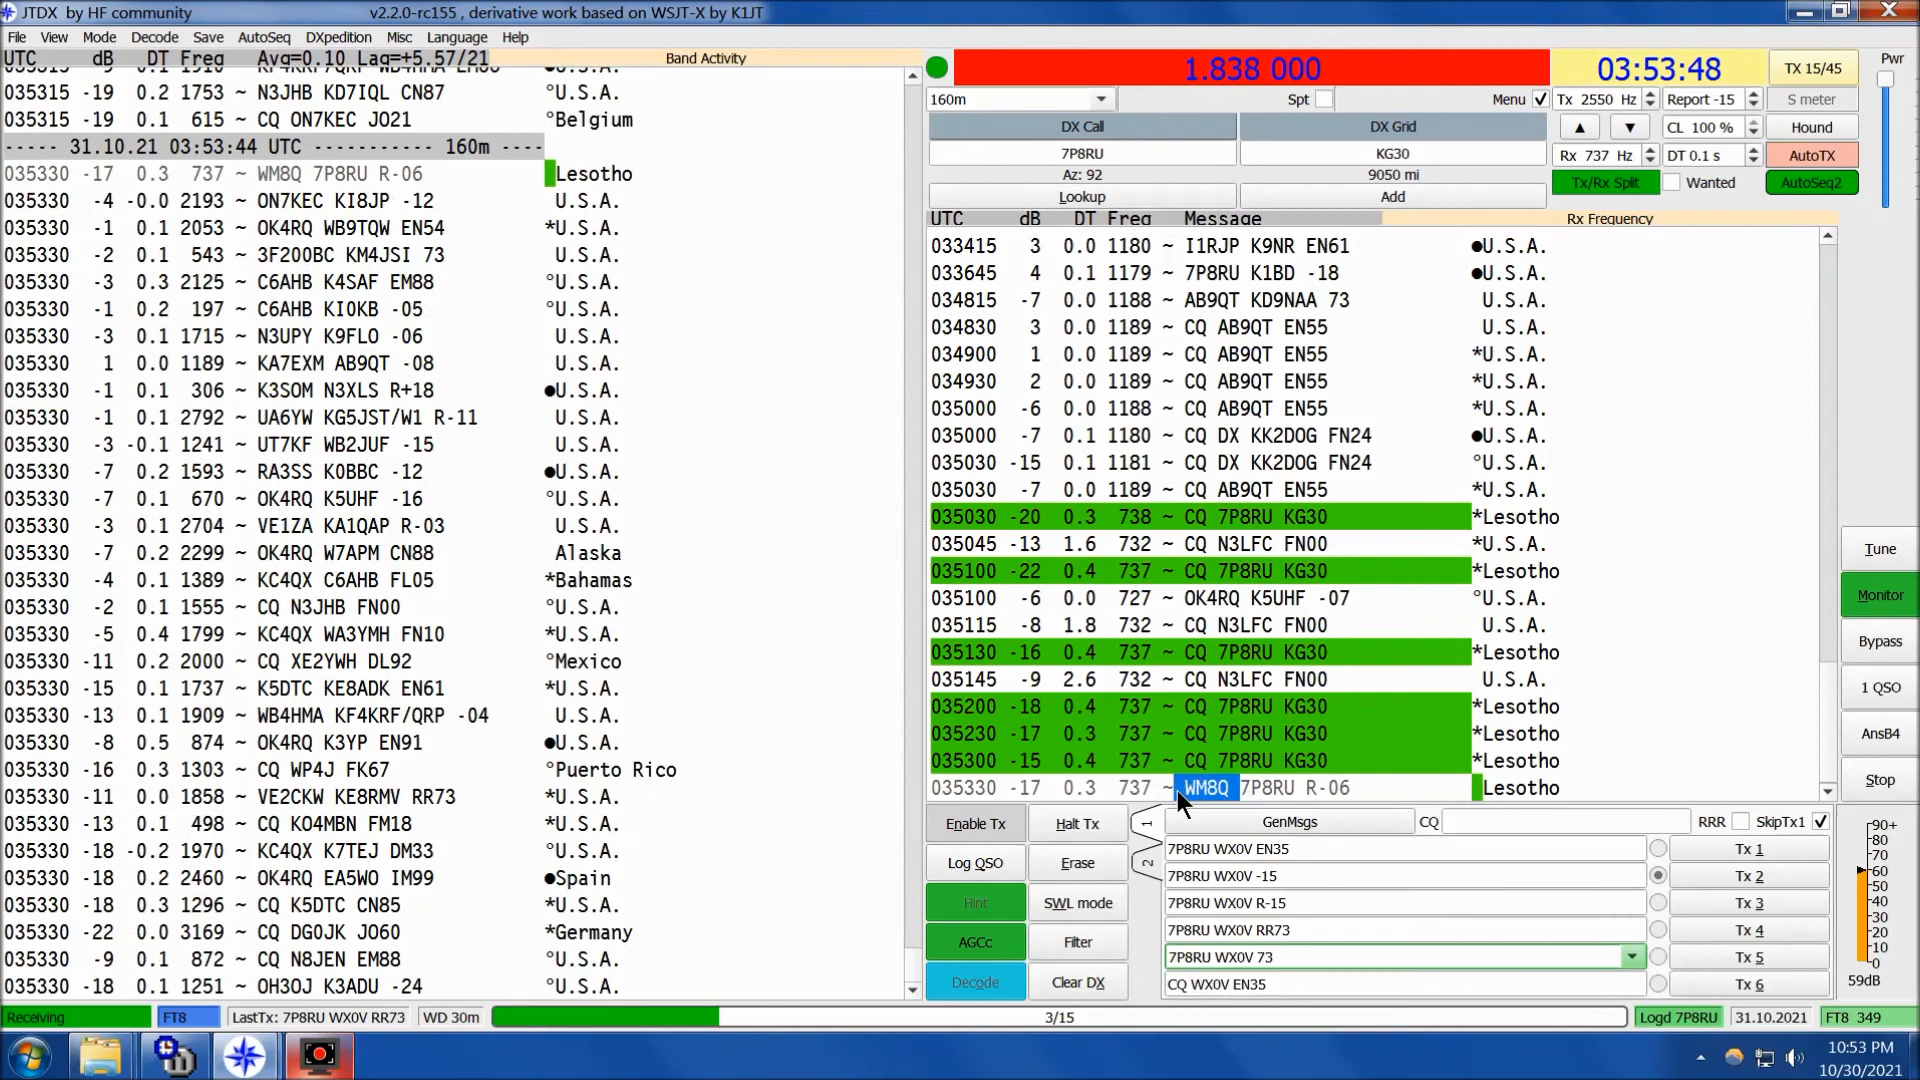 JTDX by HF community v2.2.0-rc155 , derivative work based on WSJT-X by K1JT
File View Mode Decode Save AutoSeq DXpedition Misc Language Help
UTC dB DT Freq Avg=0.10 Lag=+5.57/21 Band Activity
035315 -19 0.2 1753 ~ N3JHB KD7IQL CN87 °U.S.A.
035315 -19 0.1 615 ~ CQ ON7KEC JO21 °Belgium
----- 31.10.21 03:53:44 UTC ----------- 160m ----
035330 -17 0.3 737 ~ WM8Q 7P8RU R-06 Lesotho
035330 -4 -0.0 2193 ~ ON7KEC KI8JP -12 U.S.A.
035330 -1 0.1 2053 ~ OK4RQ WB9TQW EN54 *U.S.A.
035330 -2 0.1 543 ~ 3F200BC KM4JSI 73 U.S.A.
035330 -3 0.3 2125 ~ C6AHB K4SAF EM88 °U.S.A.
035330 -1 0.2 197 ~ C6AHB KI0KB -05 °U.S.A.
035330 -3 0.1 1715 ~ N3UPY K9FLO -06 °U.S.A.
035330 1 0.0 1189 ~ KA7EXM AB9QT -08 U.S.A.
035330 -1 0.1 306 ~ K3SOM N3XLS R+18 ●U.S.A.
035330 -1 0.1 2792 ~ UA6YW KG5JST/W1 R-11 U.S.A.
035330 -3 -0.1 1241 ~ UT7KF WB2JUF -15 U.S.A.
035330 -7 0.2 1593 ~ RA3SS K0BBC -12 ●U.S.A.
035330 -7 0.1 670 ~ OK4RQ K5UHF -16 °U.S.A.
035330 -3 0.1 2704 ~ VE1ZA KA1QAP R-03 U.S.A.
035330 -7 0.2 2299 ~ OK4RQ W7APM CN88 Alaska
035330 -4 0.1 1389 ~ KC4QX C6AHB FL05 *Bahamas
035330 -2 0.1 1555 ~ CQ N3JHB FN00 °U.S.A.
035330 -5 0.4 1799 ~ KC4QX WA3YMH FN10 *U.S.A.
035330 -11 0.2 2000 ~ CQ XE2YWH DL92 °Mexico
035330 -15 0.1 1737 ~ K5DTC KE8ADK EN61 *U.S.A.
035330 -13 0.1 1909 ~ WB4HMA KF4KRF/QRP -04 U.S.A.
035330 -8 0.5 874 ~ OK4RQ K3YP EN91 ●U.S.A.
035330 -16 0.3 1303 ~ CQ WP4J FK67 °Puerto Rico
035330 -11 0.0 1858 ~ VE2CKW KE8RMV RR73 °U.S.A.
035330 -13 0.1 498 ~ CQ KO4MBN FM18 *U.S.A.
035330 -18 -0.2 1970 ~ KC4QX K7TEJ DM33 °U.S.A.
035330 -18 0.2 2460 ~ OK4RQ EA5WO IM99 ●Spain
035330 -18 0.3 1296 ~ CQ K5DTC CN85 °U.S.A.
035330 -22 0.0 3169 ~ CQ DG0JK JO60 *Germany
035330 -9 0.1 872 ~ CQ N8JEN EM88 °U.S.A.
035330 -18 0.1 1251 ~ OH3OJ K3ADU -24 °U.S.A.
1.838 000 03:53:48 TX 15/45 Pwr
160m Spt Menu Tx 2550 Hz Report -15 S meter
DX Call DX Grid ▲ ▼ CL 100 % Hound
7P8RU KG30 Rx 737 Hz DT 0.1 s AutoTX
Az: 92 9050 mi Tx/Rx Split Wanted AutoSeq2
Lookup Add
UTC dB DT Freq Message Rx Frequency
033415 3 0.0 1180 ~ I1RJP K9NR EN61 ●U.S.A.
033645 4 0.1 1179 ~ 7P8RU K1BD -18 ●U.S.A.
034815 -7 0.0 1188 ~ AB9QT KD9NAA 73 U.S.A.
034830 3 0.0 1189 ~ CQ AB9QT EN55 U.S.A.
034900 1 0.0 1189 ~ CQ AB9QT EN55 *U.S.A.
034930 2 0.0 1189 ~ CQ AB9QT EN55 *U.S.A.
035000 -6 0.0 1188 ~ CQ AB9QT EN55 *U.S.A.
035000 -7 0.1 1180 ~ CQ DX KK2DOG FN24 ●U.S.A.
035030 -15 0.1 1181 ~ CQ DX KK2DOG FN24 °U.S.A.
035030 -7 0.0 1189 ~ CQ AB9QT EN55 *U.S.A.
035030 -20 0.3 738 ~ CQ 7P8RU KG30 *Lesotho
035045 -13 1.6 732 ~ CQ N3LFC FN00 *U.S.A.
035100 -22 0.4 737 ~ CQ 7P8RU KG30 *Lesotho
035100 -6 0.0 727 ~ OK4RQ K5UHF -07 °U.S.A.
035115 -8 1.8 732 ~ CQ N3LFC FN00 U.S.A.
035130 -16 0.4 737 ~ CQ 7P8RU KG30 *Lesotho
035145 -9 2.6 732 ~ CQ N3LFC FN00 U.S.A.
035200 -18 0.4 737 ~ CQ 7P8RU KG30 *Lesotho
035230 -17 0.3 737 ~ CQ 7P8RU KG30 *Lesotho
035300 -15 0.4 737 ~ CQ 7P8RU KG30 *Lesotho
035330 -17 0.3 737 ~ WM8Q 7P8RU R-06 Lesotho
Tune
Monitor
Bypass
1 QSO
AnsB4
Stop
Enable Tx Halt Tx 1 GenMsgs CQ RRR SkipTx1
Log QSO Erase 2 7P8RU WX0V EN35 Tx 1
7P8RU WX0V -15 Tx 2
Hint SWL mode 7P8RU WX0V R-15 Tx 3
AGCc Filter 7P8RU WX0V RR73 Tx 4
7P8RU WX0V 73 Tx 5
Decode Clear DX CQ WX0V EN35 Tx 6
90+
80
70
60
50
40
30
20
10
0
59dB
Receiving FT8 LastTx: 7P8RU WX0V RR73 WD 30m 3/15 Logd 7P8RU 31.10.2021 FT8 349
10:53 PM
10/30/2021